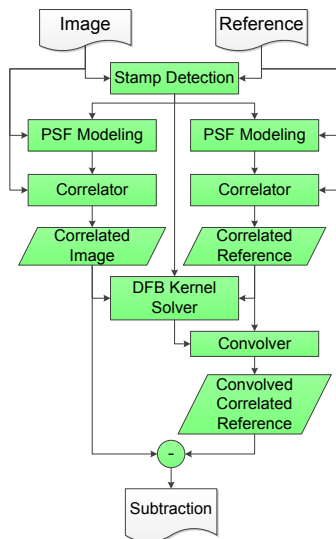 Image
Reference
Stamp Detection
PSF Modeling
PSF Modeling
Correlator
Correlator
Correlated
Image
Correlated
Reference
DFB Kernel
Solver
Convolver
Convolved
Correlated
Reference
-
Subtraction